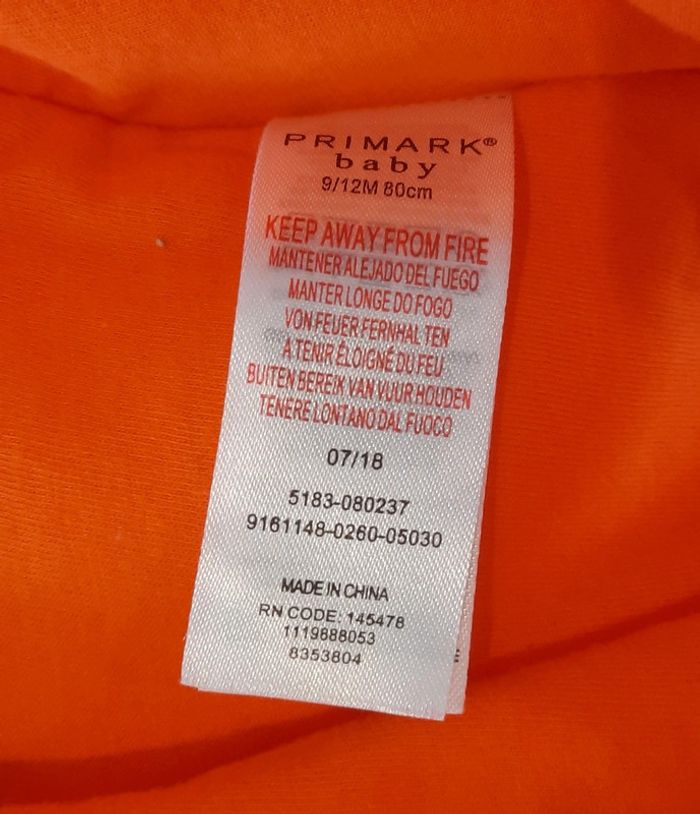 PRIMARK®
baby
9/12M 80cm
KEEP AWAY FROM FIRE
MANTENER ALEJADO DEL FUEGO
MANTER LONGE DO FOGO
VON FEUER FERNHAL TEN
A TENIR ÉLOIGNÉ DU FEU
BUITEN BEREIK VAN VUUR HOUDEN
TENERE LONTANO DAL FUOCO
07/18
5183-080237
9161148-0260-05030
MADE IN CHINA
RN CODE: 145478
1119888053
8353804